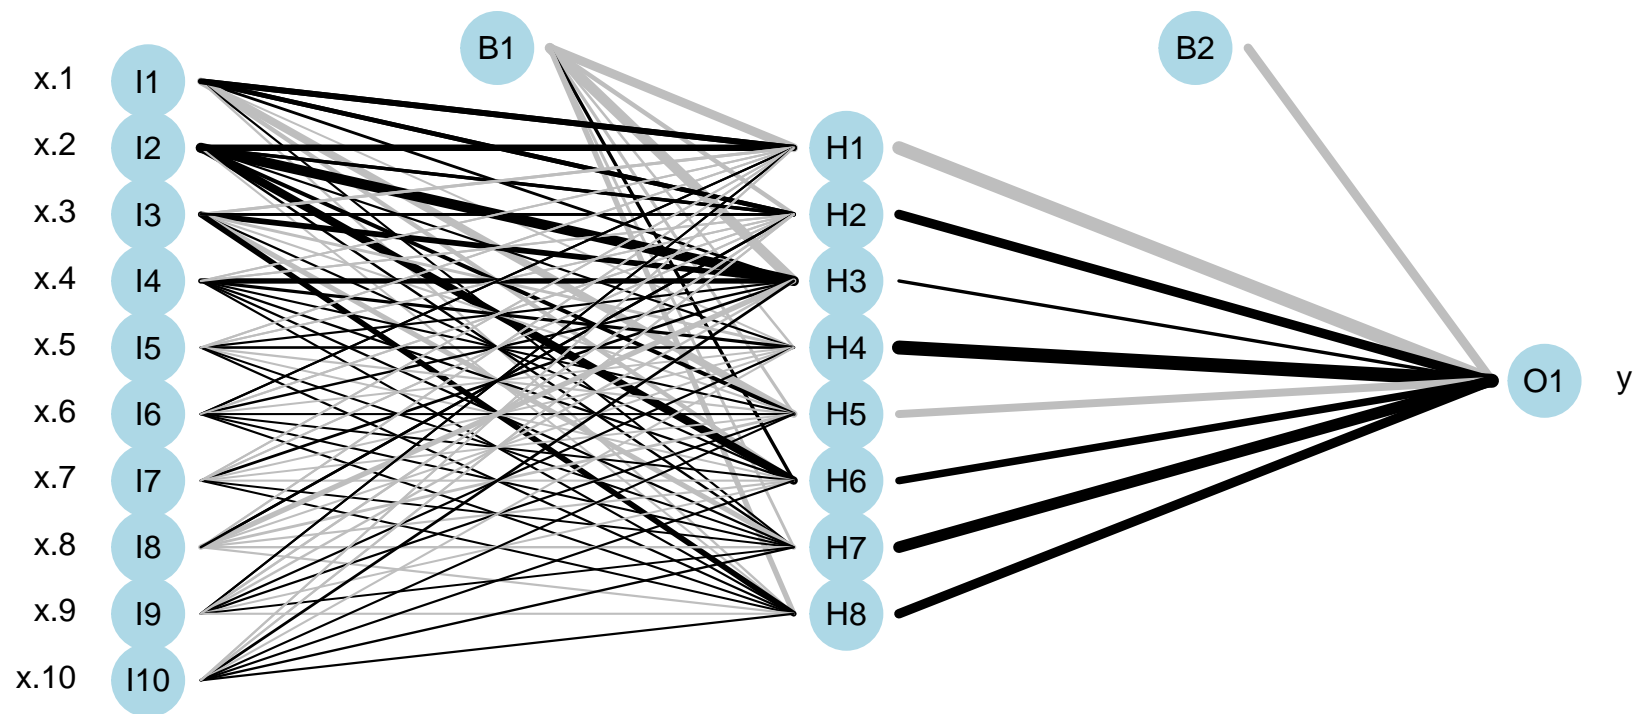 B1
B2
x.1 I1
x.2 I2 H1
x.3 I3 H2
x.4 I4 H3
x.5 I5 H4
O1 y
x.6 I6 H5
x.7 I7 H6
x.8 I8 H7
x.9 I9 H8
x.10 I10